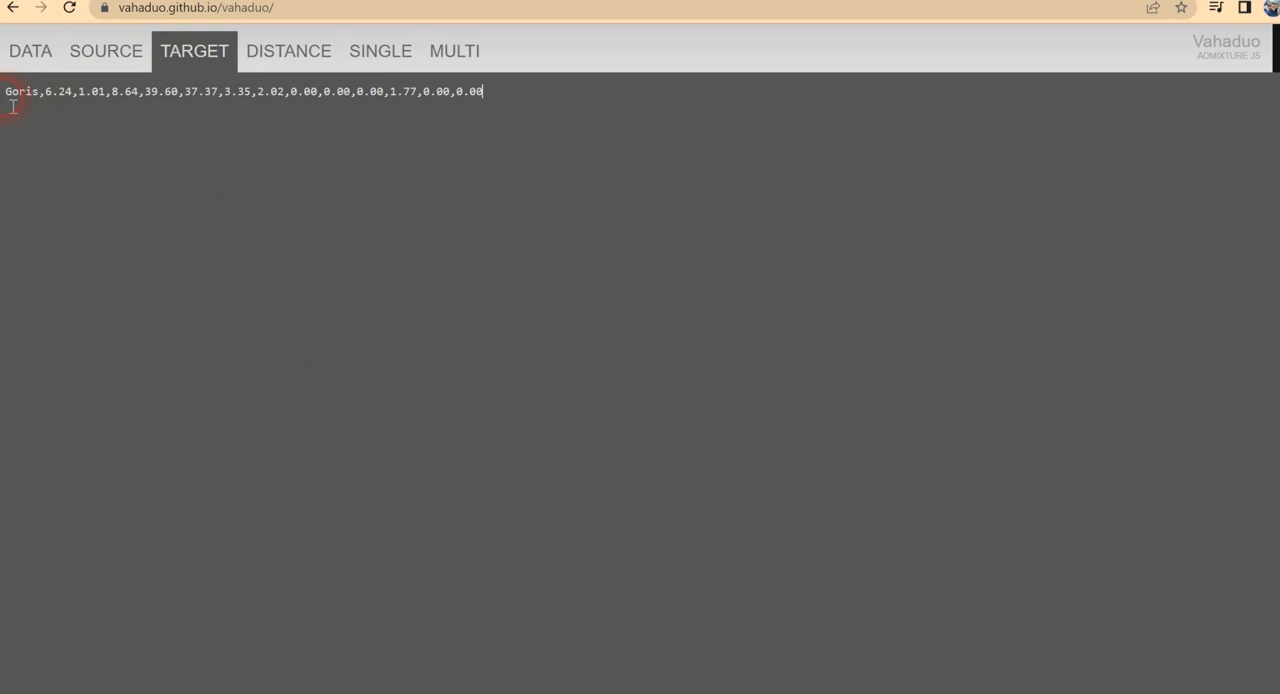 vahaduo.github.io/vahaduo/
DATA SOURCE TARGET DISTANCE SINGLE MULTI
Vahaduo
ADMIXTURE JS
Goris,6.24,1.01,8.64,39.60,37.37,3.35,2.02,0.00,0.00,0.00,1.77,0.00,0.00